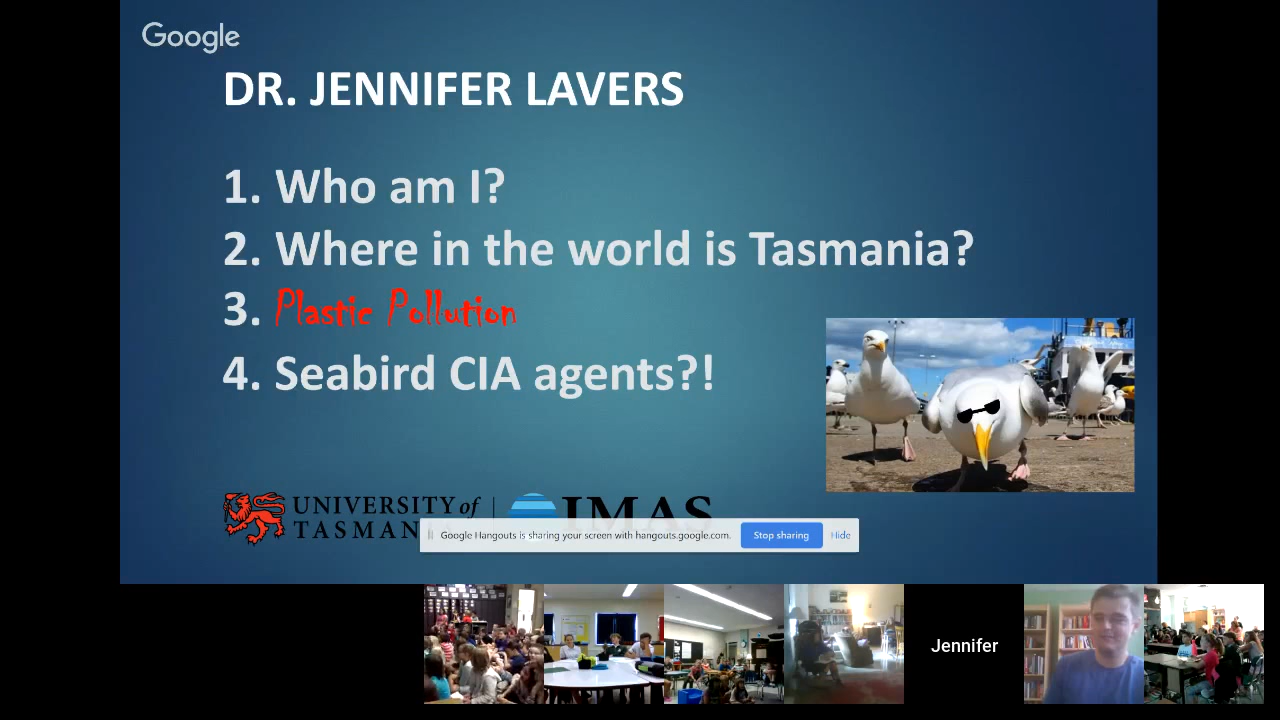 Google
DR. JENNIFER LAVERS
1. Who am I?
2. Where in the world is Tasmania?
3. Plastic Pollution
4. Seabird CIA agents?!
UNIVERSITY of
TASMAN
IMAS
Google Hangouts is sharing your screen with hangouts.google.com.
Stop sharing
Hide
Jennifer